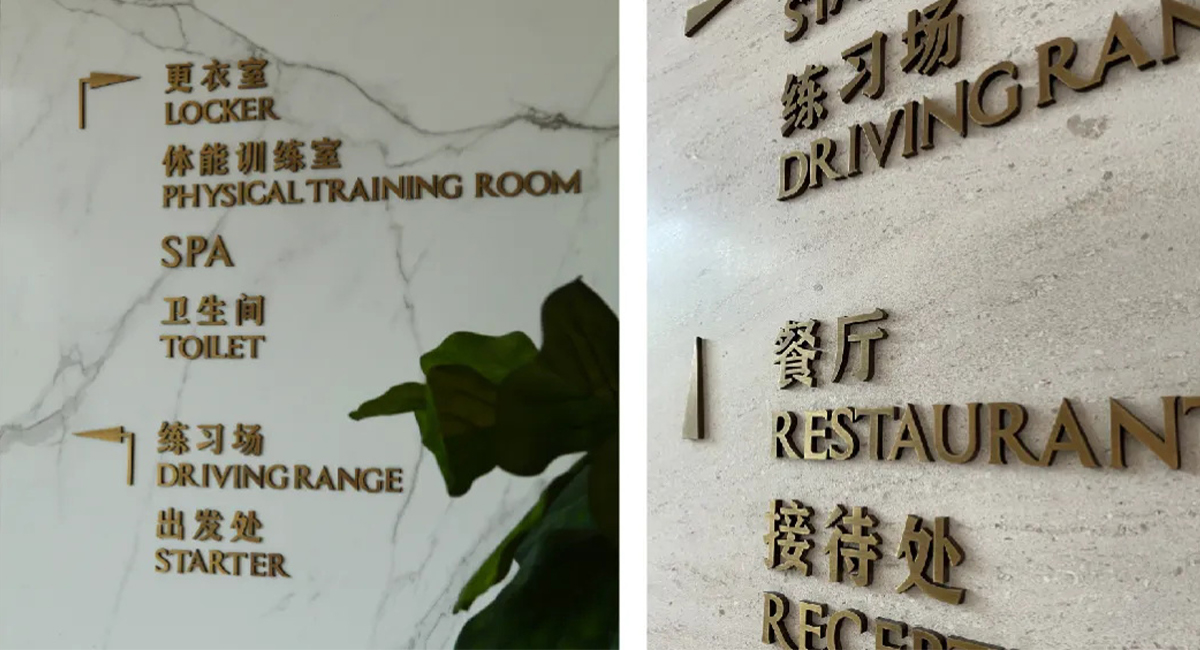 更衣室
LOCKER
体能训练室
PHYSICAL TRAINING ROOM
SPA
卫生间
TOILET
练习场
DRIVING RANGE
出发处
STARTER
练习场
DRIVING RAN
餐厅
RESTAURANT
接待处